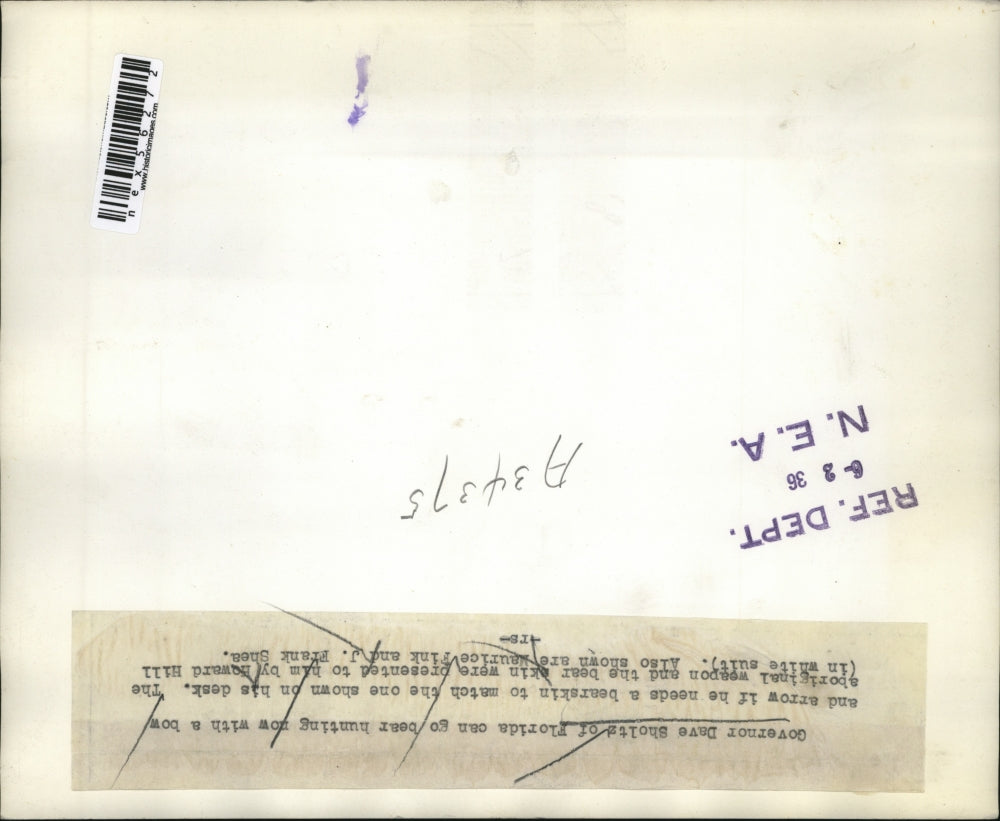 Governor Dave Sholtz of Florida can go bear hunting now with a bow
and arrow if he needs a bearskin to match the one shown on his desk. The
aboriginal weapon and the bear skin were presented to him by Howard Hill
(in white suit). Also shown are Maurice Fink and J. Frank Shea.
-rs-
REF. DEPT.
6- 2 36
N. E. A.
A34375
nex56272
www.historicimages.com